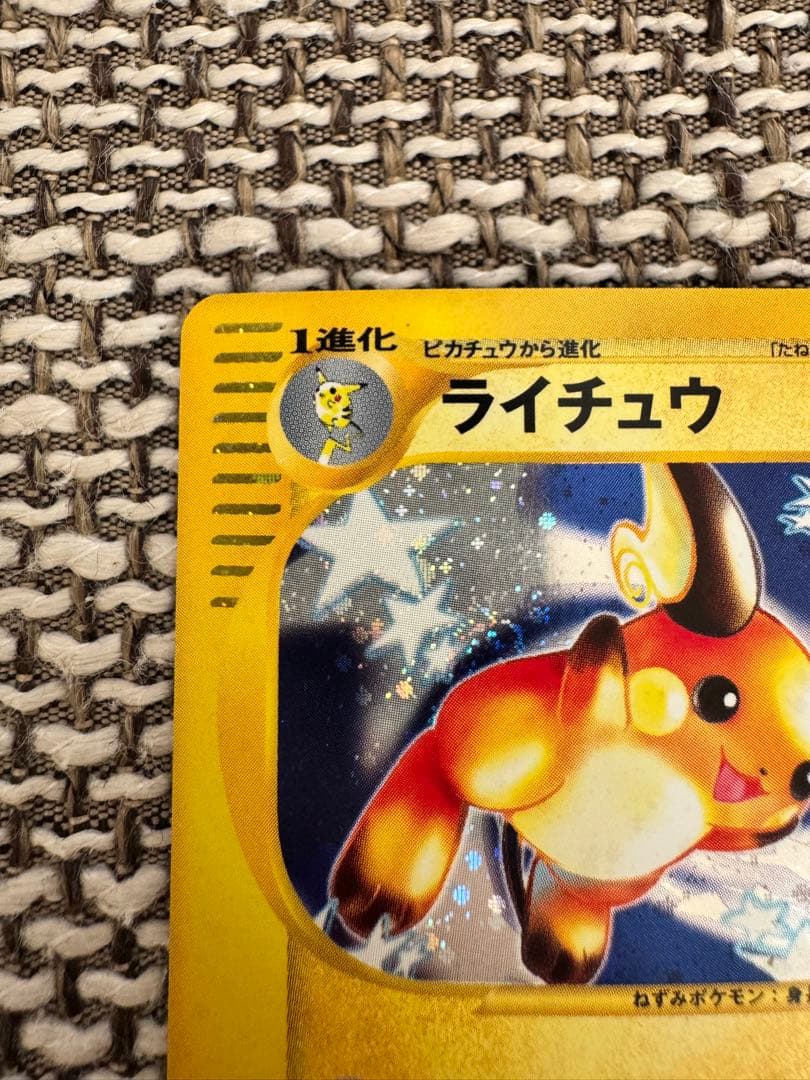 1進化 ピカチュウから進化 「たね
ライチュウ
ねずみポケモン：身